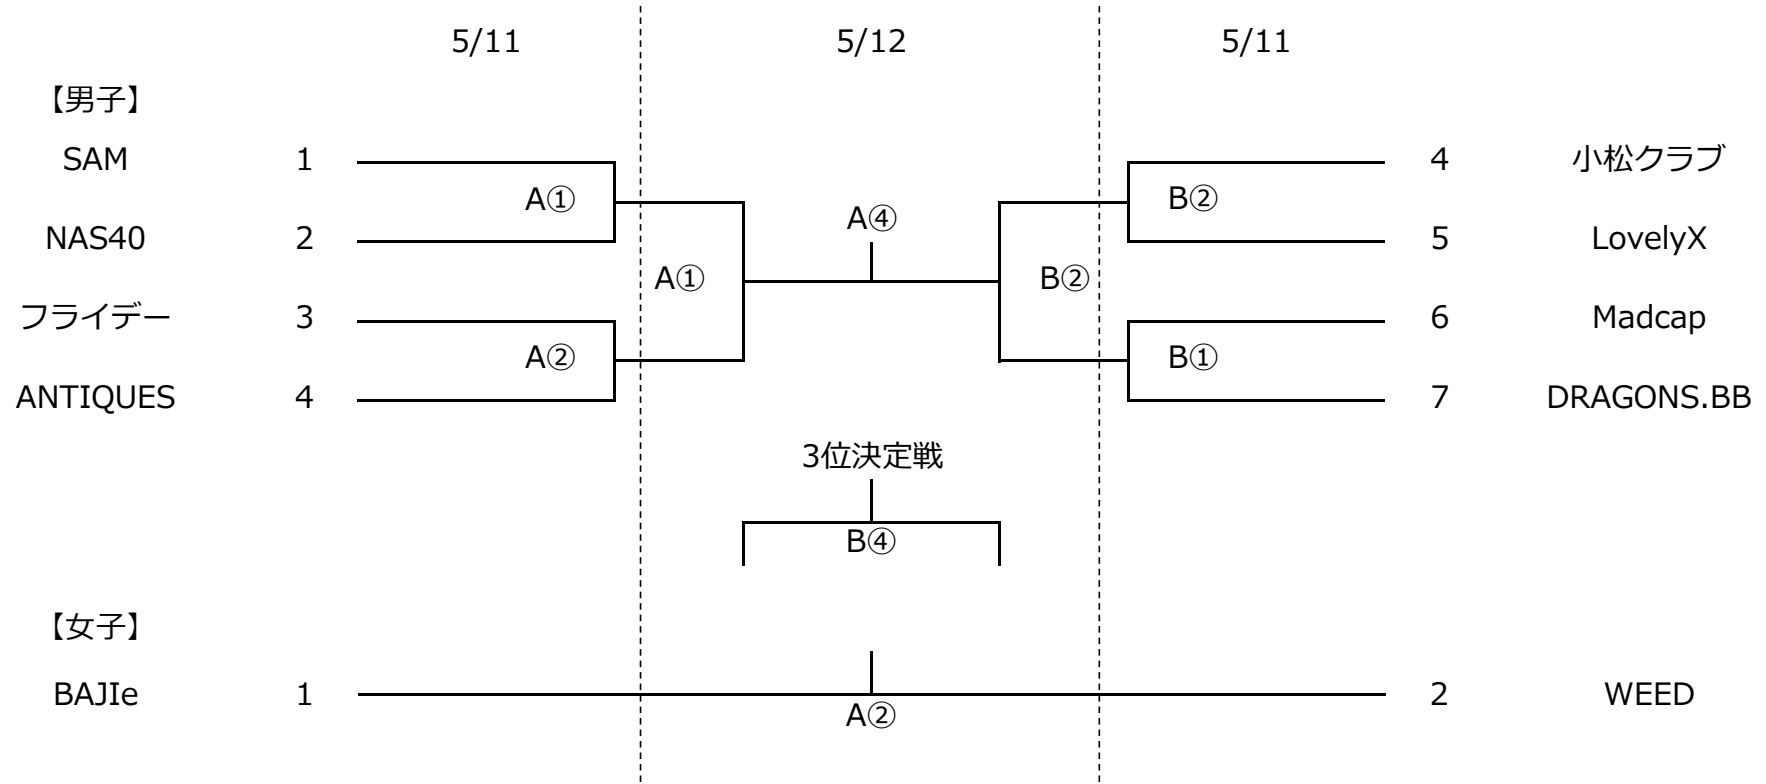 5/11 5/12 5/11
【男子】
SAM 1 4 小松クラブ
A① B②
A④
NAS40 2 5 LovelyX
A① B②
フライデー 3 6 Madcap
A② B①
ANTIQUES 4 7 DRAGONS.BB
3位決定戦
B④
【女子】
BAJIe 1 2 WEED
A②